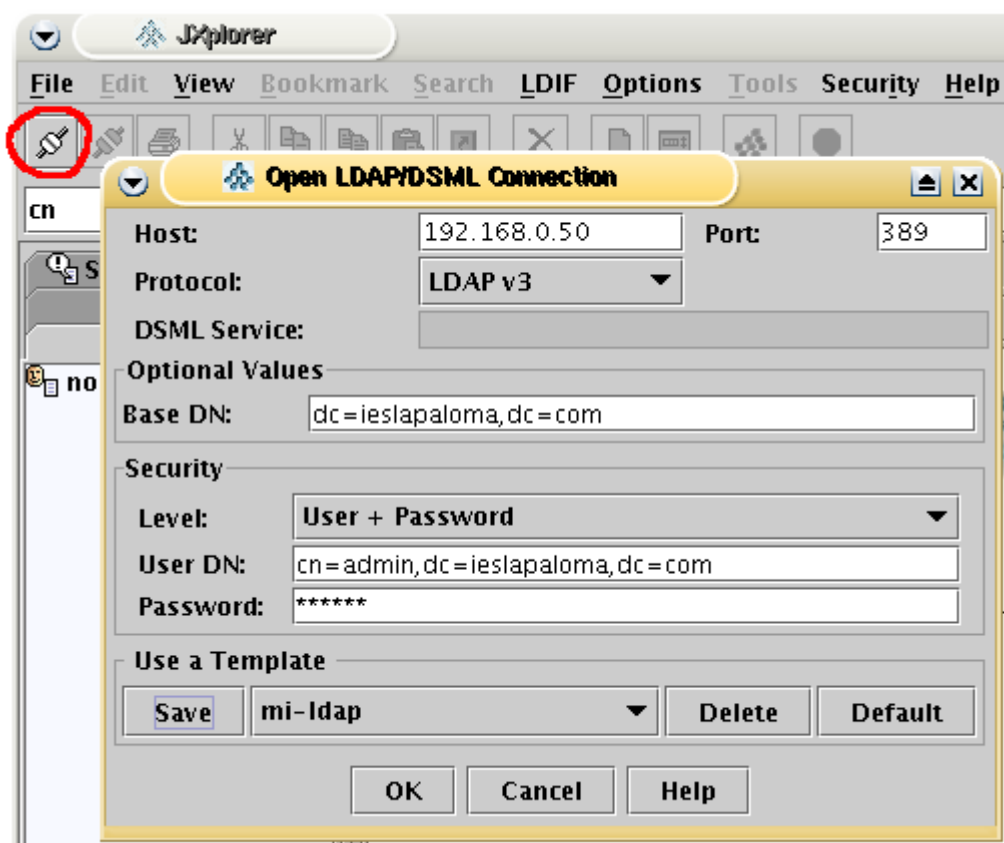 JXplorer
File Edit View Bookmark Search LDIF Options Tools Security Help
cn
Open LDAP/DSML Connection
Host: 192.168.0.50 Port: 389
Protocol: LDAP v3
DSML Service:
Optional Values
Base DN: dc=ieslapaloma,dc=com
Security
Level: User + Password
User DN: cn=admin,dc=ieslapaloma,dc=com
Password: ******
Use a Template
Save mi-ldap Delete Default
OK Cancel Help
S
no